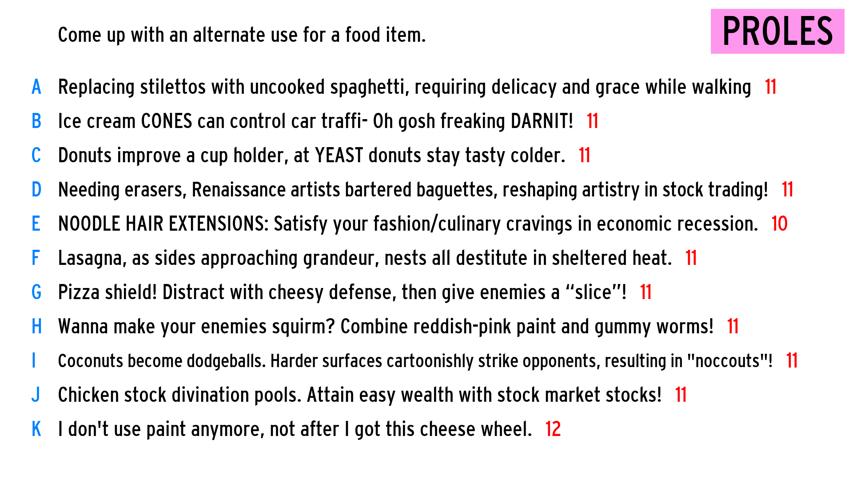 Come up with an alternate use for a food item.
PROLES
A Replacing stilettos with uncooked spaghetti, requiring delicacy and grace while walking 11
B Ice cream CONES can control car traffi- Oh gosh freaking DARNIT! 11
C Donuts improve a cup holder, at YEAST donuts stay tasty colder. 11
D Needing erasers, Renaissance artists bartered baguettes, reshaping artistry in stock trading! 11
E NOODLE HAIR EXTENSIONS: Satisfy your fashion/culinary cravings in economic recession. 10
F Lasagna, as sides approaching grandeur, nests all destitute in sheltered heat. 11
G Pizza shield! Distract with cheesy defense, then give enemies a “slice”! 11
H Wanna make your enemies squirm? Combine reddish-pink paint and gummy worms! 11
I Coconuts become dodgeballs. Harder surfaces cartoonishly strike opponents, resulting in "noccouts"! 11
J Chicken stock divination pools. Attain easy wealth with stock market stocks! 11
K I don't use paint anymore, not after I got this cheese wheel. 12